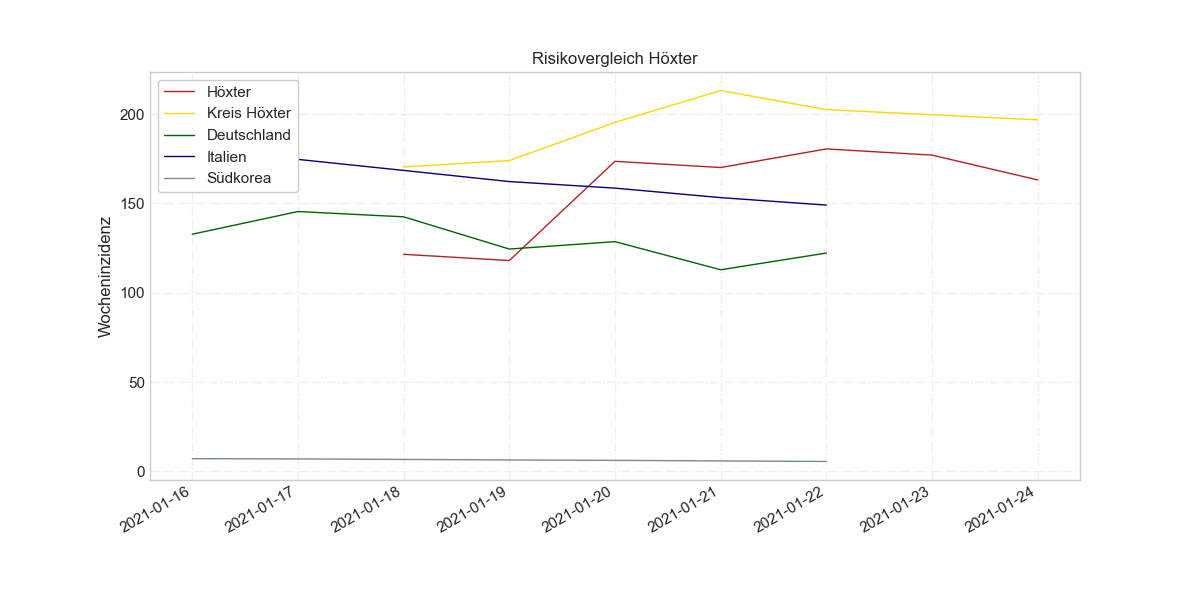 Risikovergleich Höxter
Höxter
Kreis Höxter
Deutschland
Italien
Südkorea
Wocheninzidenz
200
150
100
50
0
2021-01-16
2021-01-17
2021-01-18
2021-01-19
2021-01-20
2021-01-21
2021-01-22
2021-01-23
2021-01-24